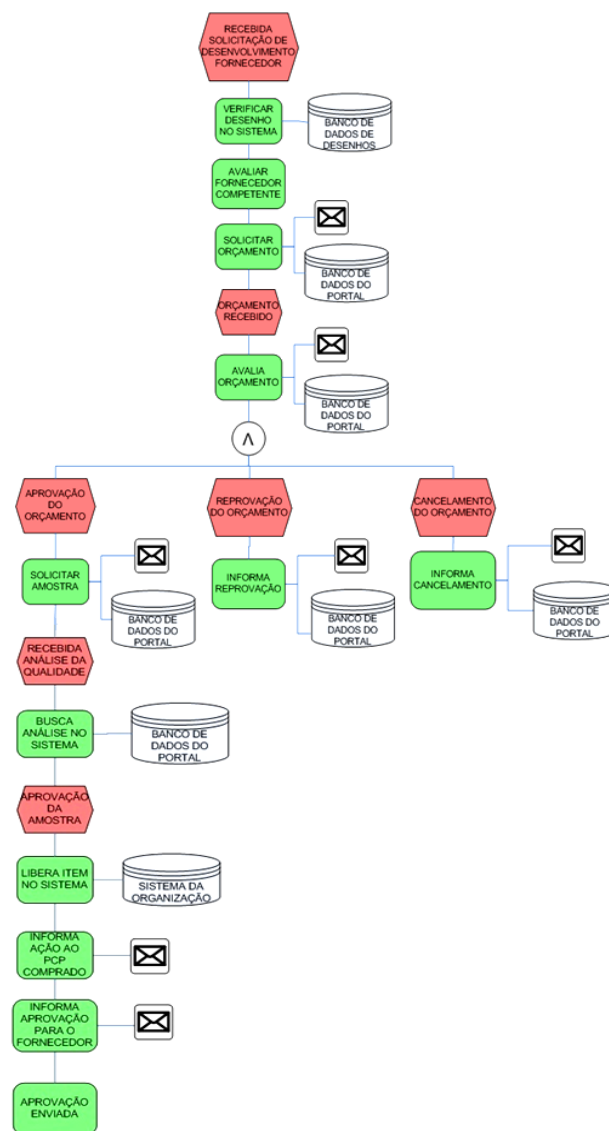 RECEBIDA
SOLICITAÇÃO DE
DESENVOLVIMENTO
FORNECEDOR
VERIFICAR
DESENHO
NO SISTEMA
BANCO DE
DADOS DE
DESENHOS
AVALIAR
FORNECEDOR
COMPETENTE
SOLICITAR
ORÇAMENTO
BANCO DE
DADOS DO
PORTAL
ORÇAMENTO
RECEBIDO
AVALIA
ORÇAMENTO
BANCO DE
DADOS DO
PORTAL
Λ
APROVAÇÃO
DO
ORÇAMENTO
REPROVAÇÃO
DO ORÇAMENTO
CANCELAMENTO
DO ORÇAMENTO
SOLICITAR
AMOSTRA
BANCO DE
DADOS DO
PORTAL
INFORMA
REPROVAÇÃO
BANCO DE
DADOS DO
PORTAL
INFORMA
CANCELAMENTO
BANCO DE
DADOS DO
PORTAL
RECEBIDA
ANÁLISE DA
QUALIDADE
BUSCA
ANÁLISE NO
SISTEMA
BANCO DE
DADOS DO
PORTAL
APROVAÇÃO
DA
AMOSTRA
LIBERA ITEM
NO SISTEMA
SISTEMA DA
ORGANIZAÇÃO
INFORMA
AÇÃO AO
PCP
COMPRADO
INFORMA
APROVAÇÃO
PARA O
FORNECEDOR
APROVAÇÃO
ENVIADA